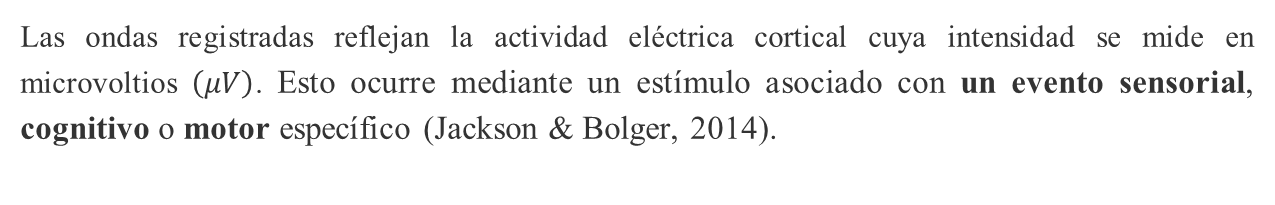 Las ondas registradas reflejan la actividad eléctrica cortical cuya intensidad se mide en
microvoltios (μV). Esto ocurre mediante un estímulo asociado con un evento sensorial,
cognitivo o motor específico (Jackson & Bolger, 2014).